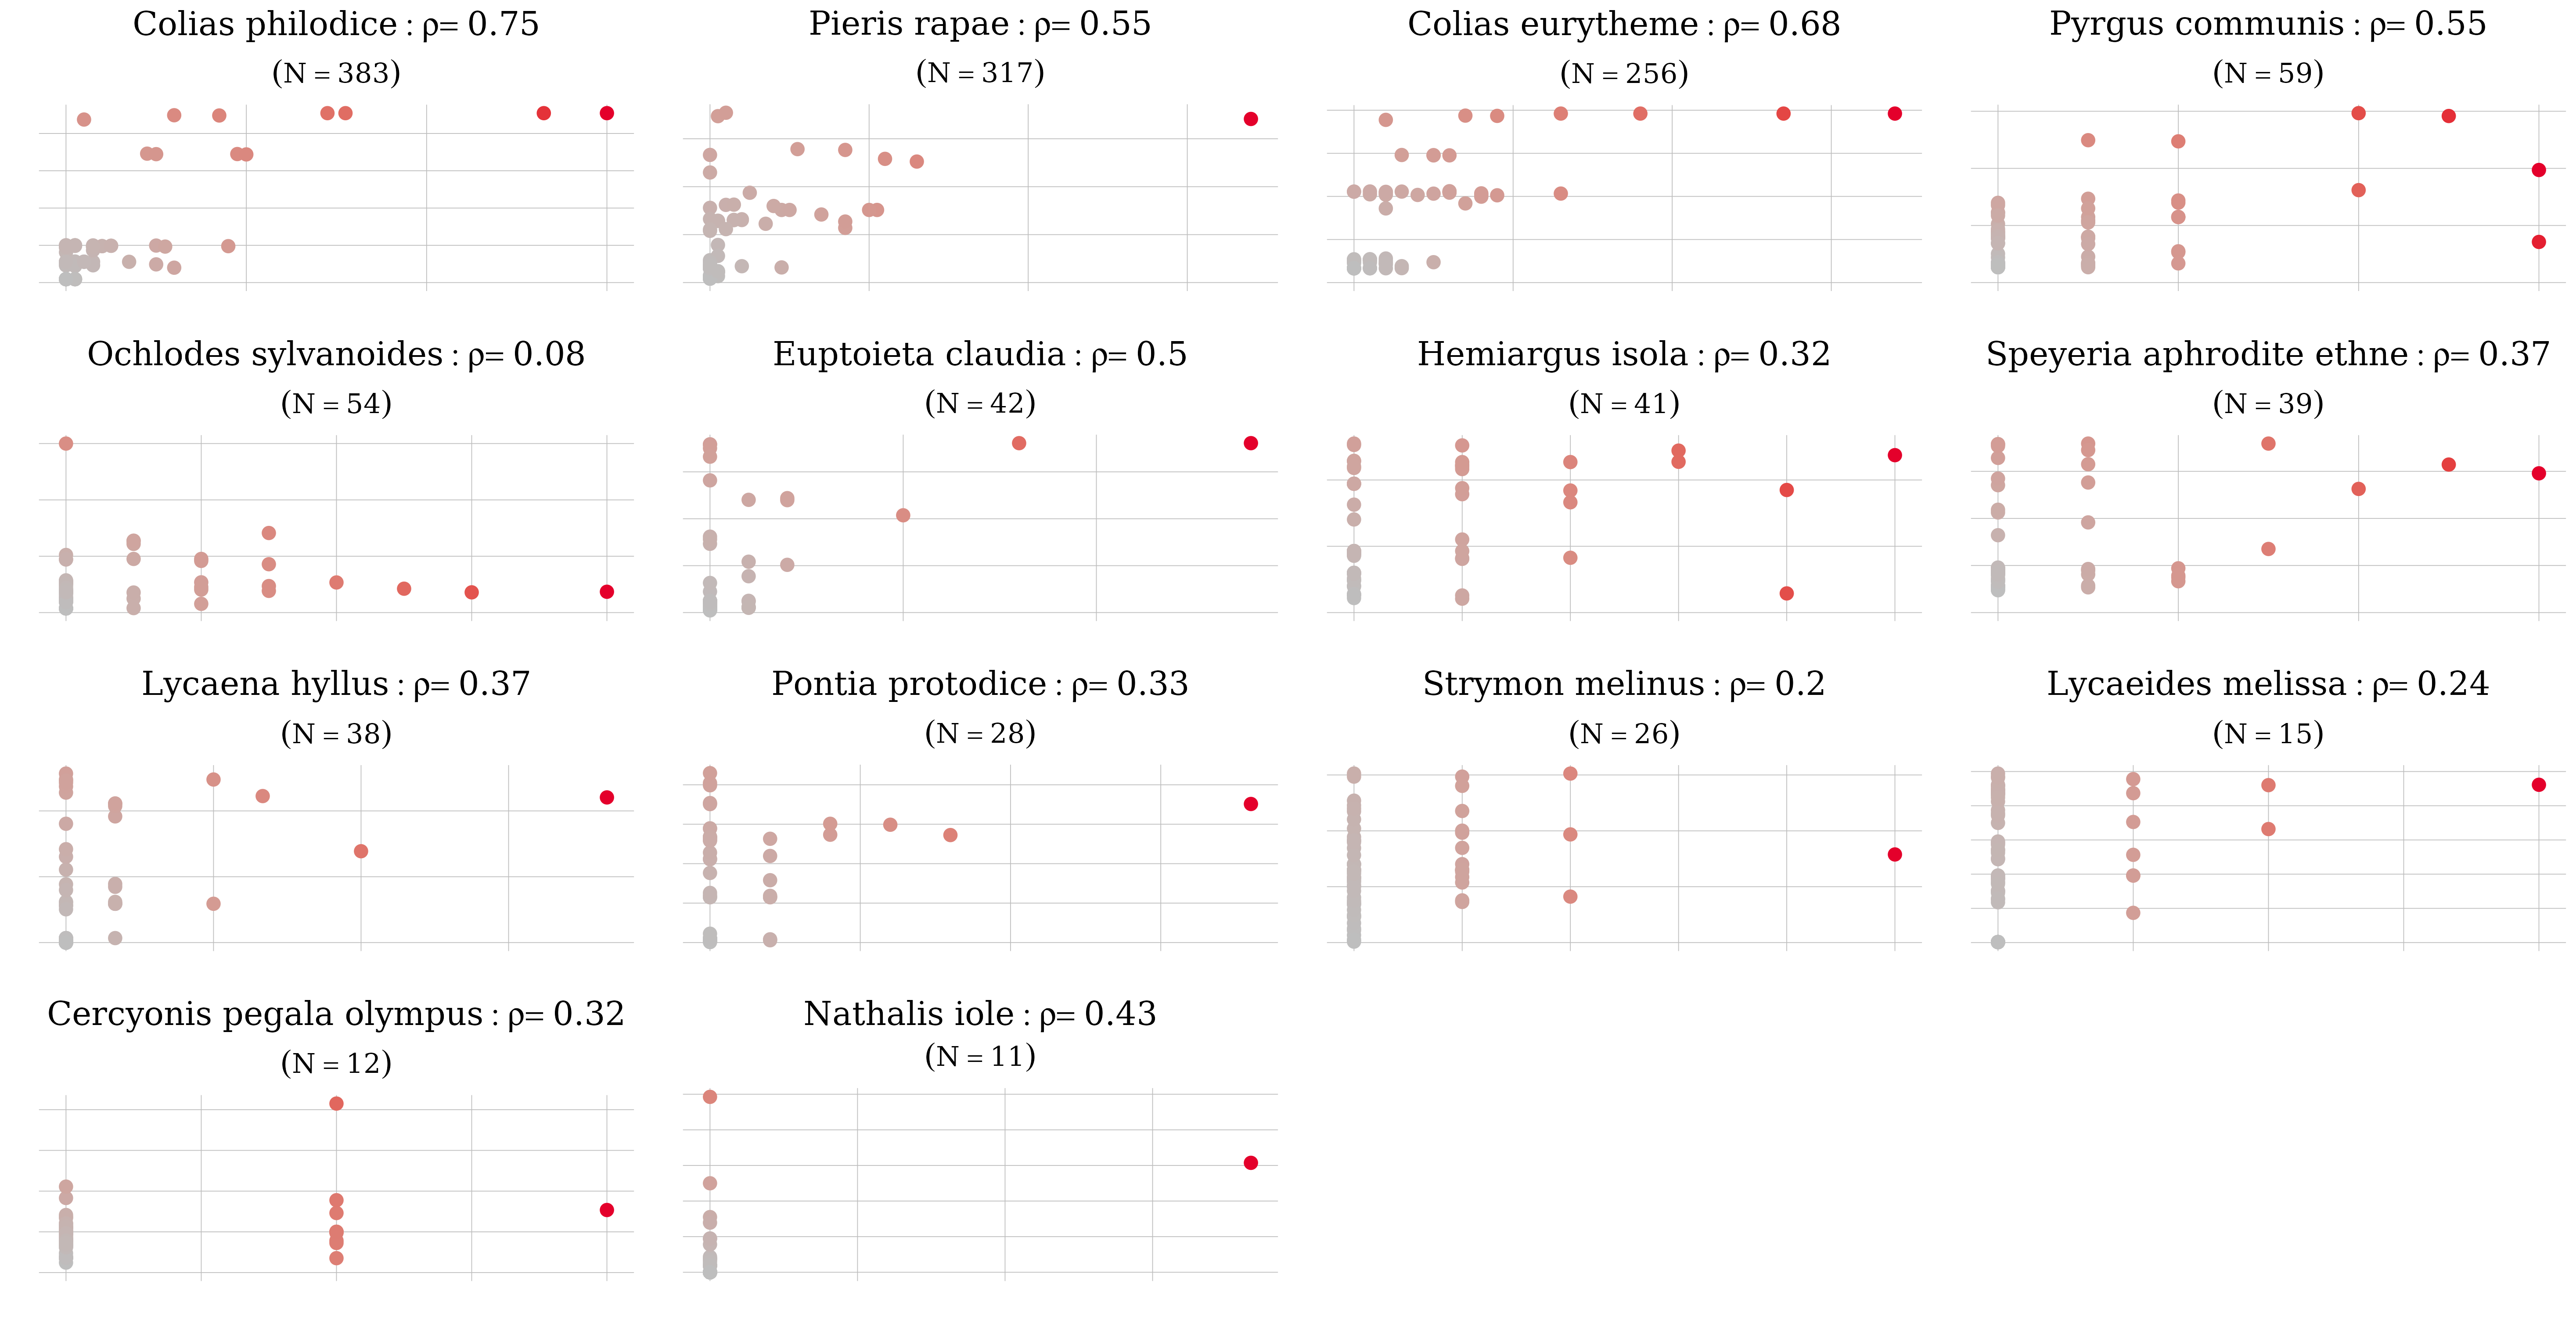 Colias philodice : ρ= 0.75
(N = 383)
Pieris rapae : ρ= 0.55
(N = 317)
Colias eurytheme : ρ= 0.68
(N = 256)
Pyrgus communis : ρ= 0.55
(N = 59)
Ochlodes sylvanoides : ρ= 0.08
(N = 54)
Euptoieta claudia : ρ= 0.5
(N = 42)
Hemiargus isola : ρ= 0.32
(N = 41)
Speyeria aphrodite ethne : ρ= 0.37
(N = 39)
Lycaena hyllus : ρ= 0.37
(N = 38)
Pontia protodice : ρ= 0.33
(N = 28)
Strymon melinus : ρ= 0.2
(N = 26)
Lycaeides melissa : ρ= 0.24
(N = 15)
Cercyonis pegala olympus : ρ= 0.32
(N = 12)
Nathalis iole : ρ= 0.43
(N = 11)